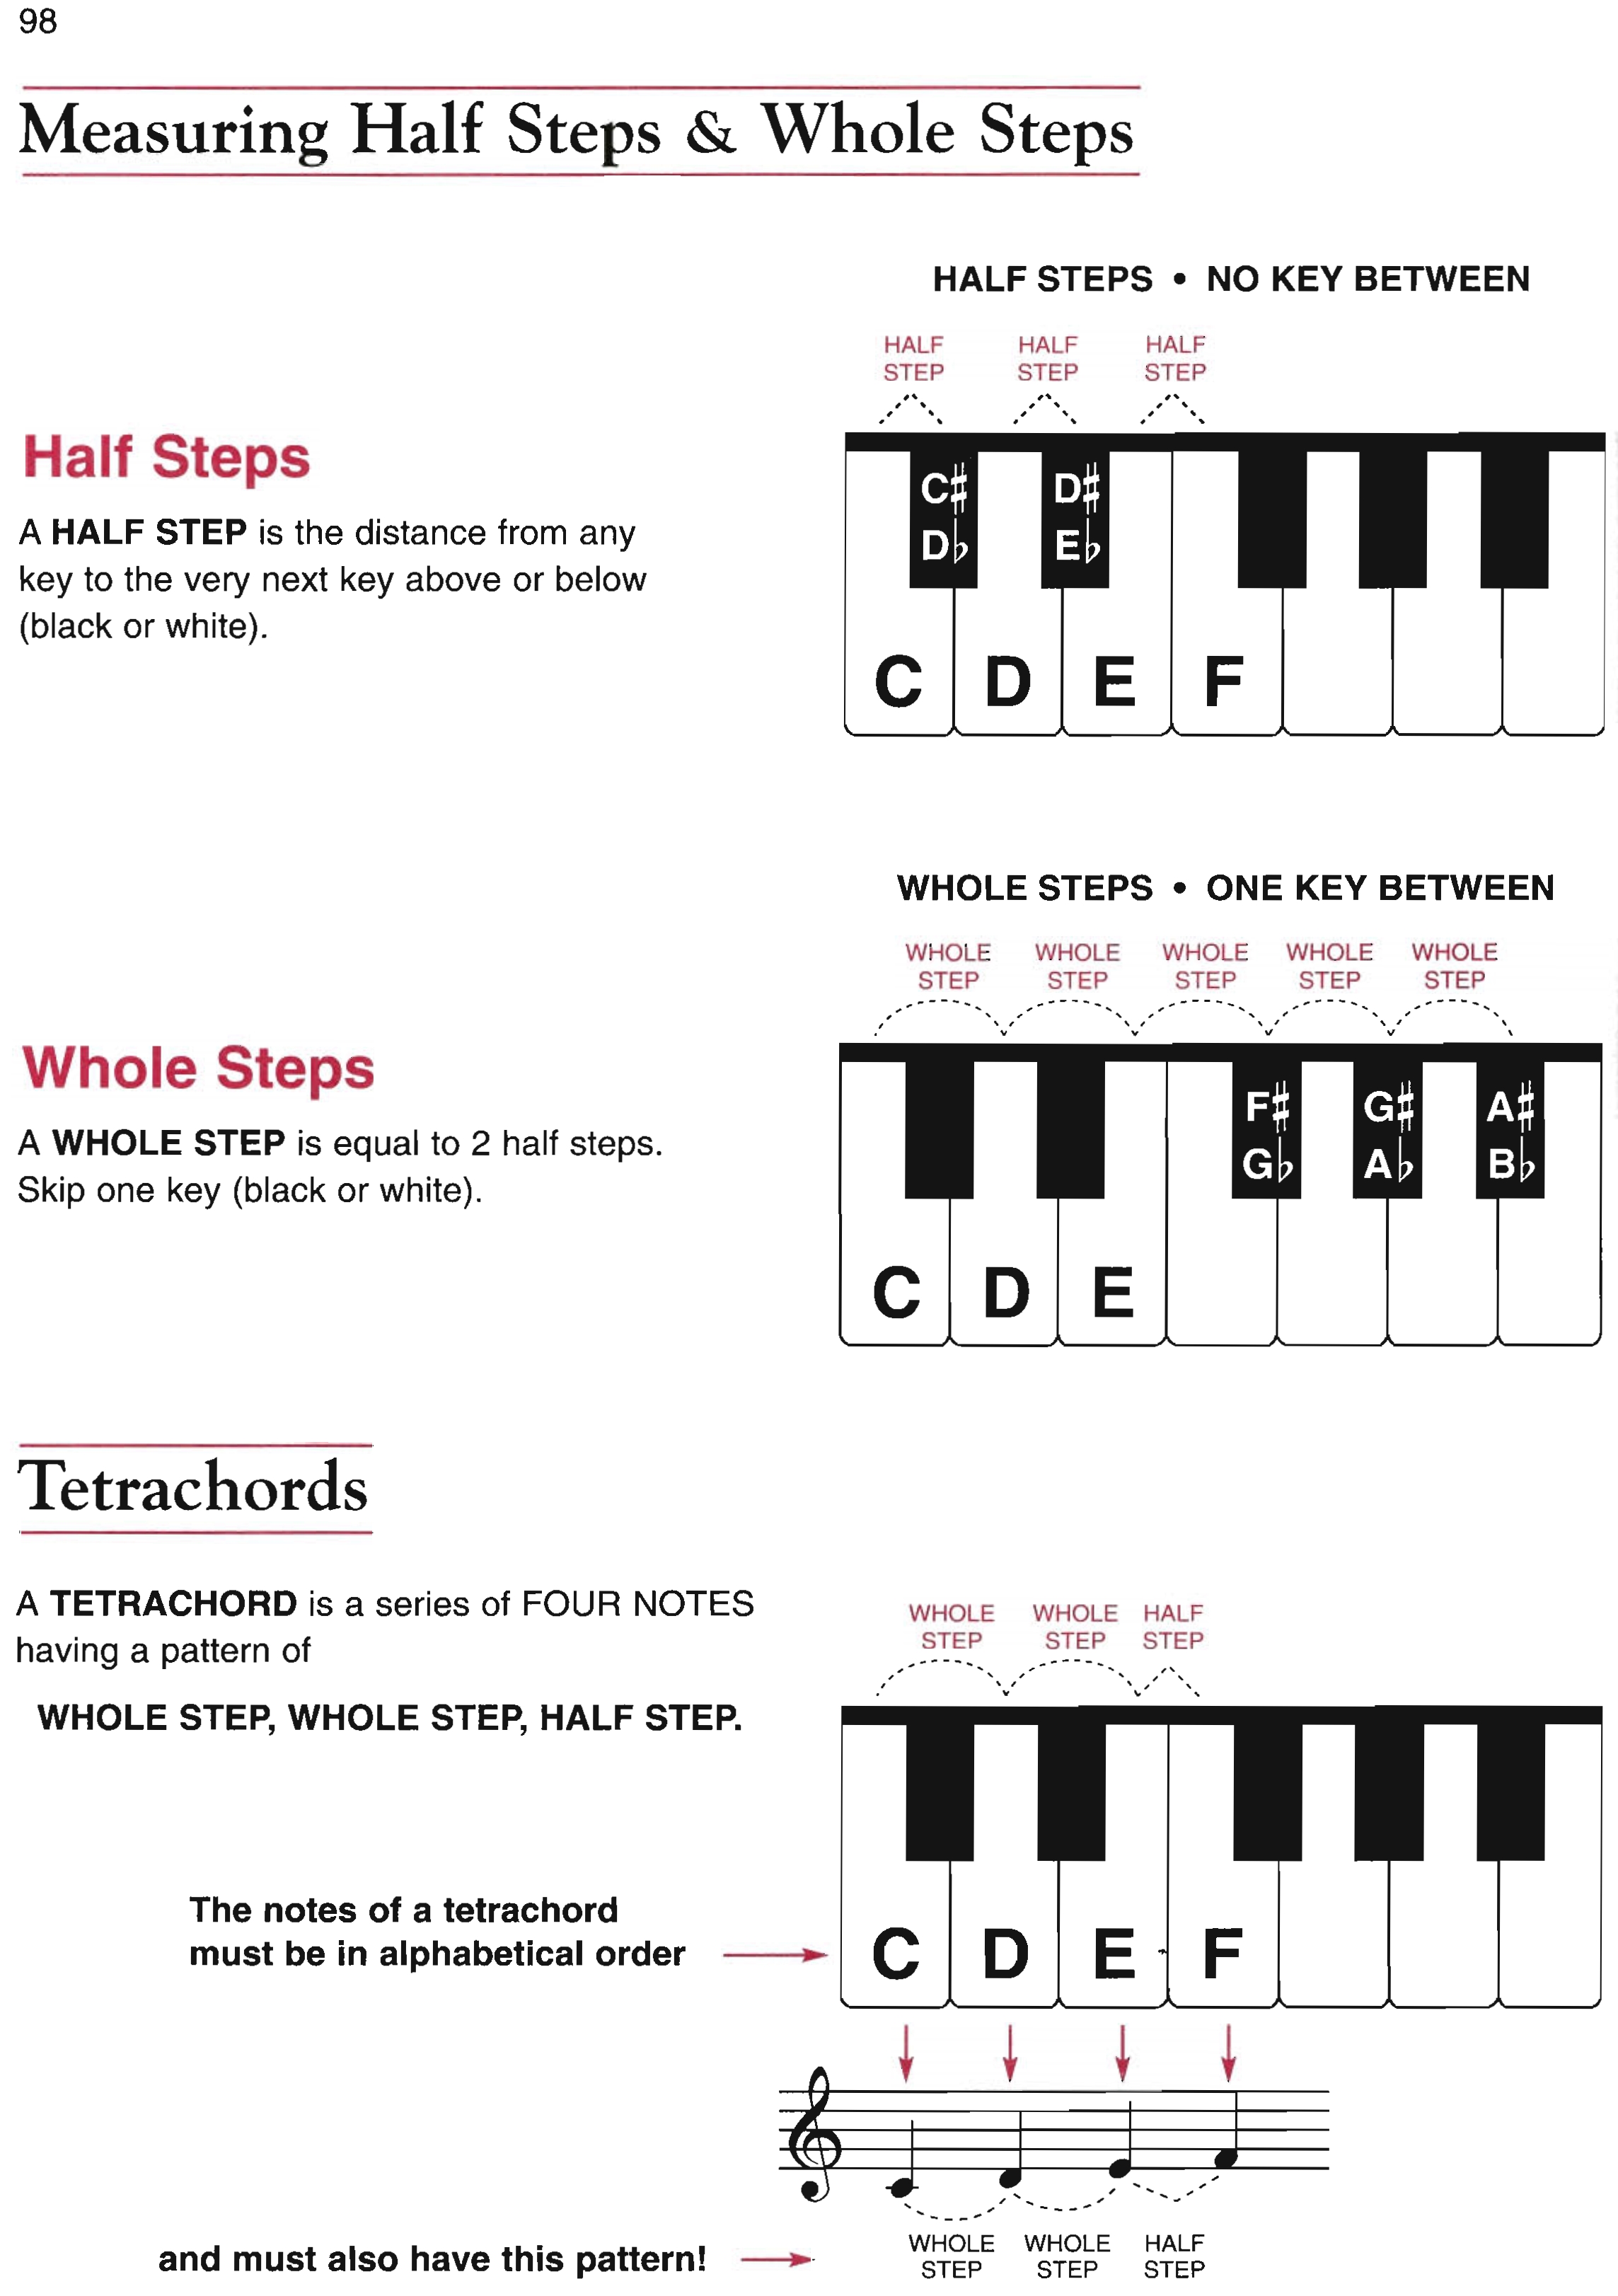 98
Measuring Half Steps & Whole Steps
HALF STEPS • NO KEY BETWEEN
HALF HALF HALF
STEP STEP STEP
Half Steps
A HALF STEP is the distance from any
key to the very next key above or below
(black or white).
C♯ D♯
D♭ E♭
C D E F
WHOLE STEPS • ONE KEY BETWEEN
WHOLE WHOLE WHOLE WHOLE WHOLE
STEP STEP STEP STEP STEP
Whole Steps
A WHOLE STEP is equal to 2 half steps.
Skip one key (black or white).
F♯ G♯ A♯
G♭ A♭ B♭
C D E
Tetrachords
A TETRACHORD is a series of FOUR NOTES
having a pattern of
WHOLE STEP, WHOLE STEP, HALF STEP.
WHOLE WHOLE HALF
STEP STEP STEP
The notes of a tetrachord
must be in alphabetical order
C D E F
and must also have this pattern!
WHOLE WHOLE HALF
STEP STEP STEP